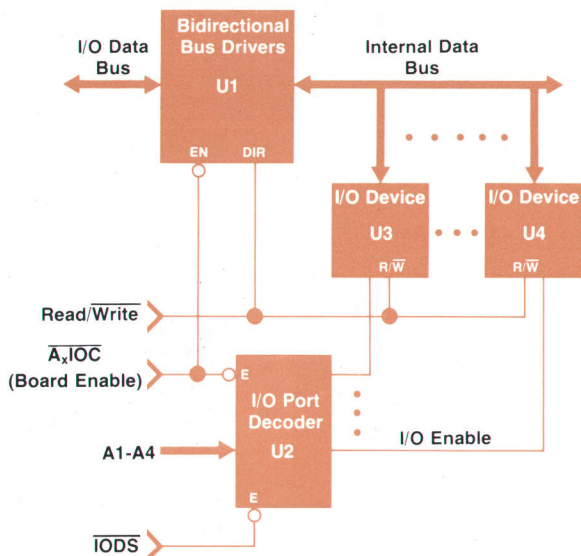 Bidirectional
Bus Drivers
U1
EN DIR
I/O Data
Bus
Internal Data
Bus
I/O Device
U3
R/W̅
I/O Device
U4
R/W̅
Read/W̅r̅i̅t̅e̅
A̅ₓ̅I̅O̅C̅
(Board Enable)
E
I/O Port
Decoder
U2
E
A1-A4
I/O Enable
I̅O̅D̅S̅